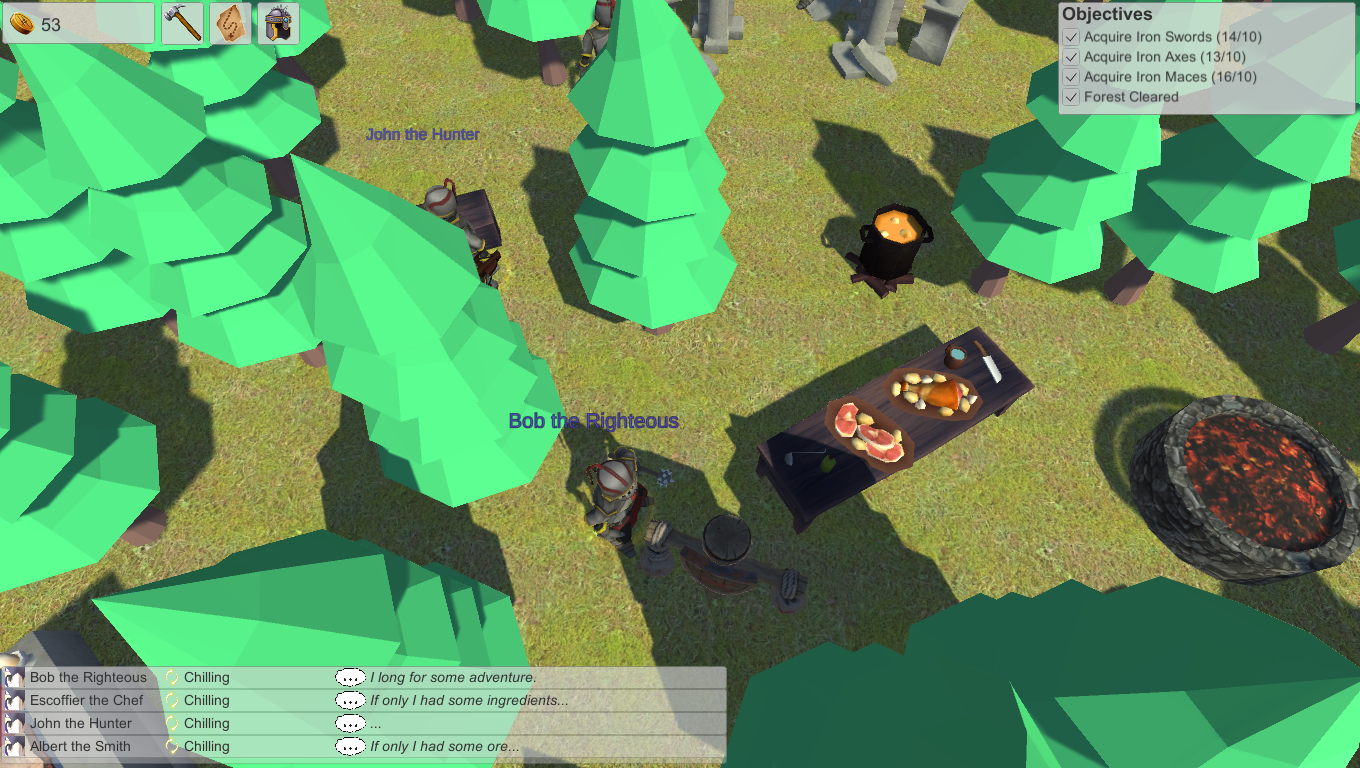 53
Objectives
Acquire Iron Swords (14/10)
Acquire Iron Axes (13/10)
Acquire Iron Maces (16/10)
Forest Cleared
John the Hunter
Bob the Righteous
Bob the Righteous Chilling ... I long for some adventure.
Escoffier the Chef Chilling ... If only I had some ingredients...
John the Hunter Chilling ... ...
Albert the Smith Chilling ... If only I had some ore...